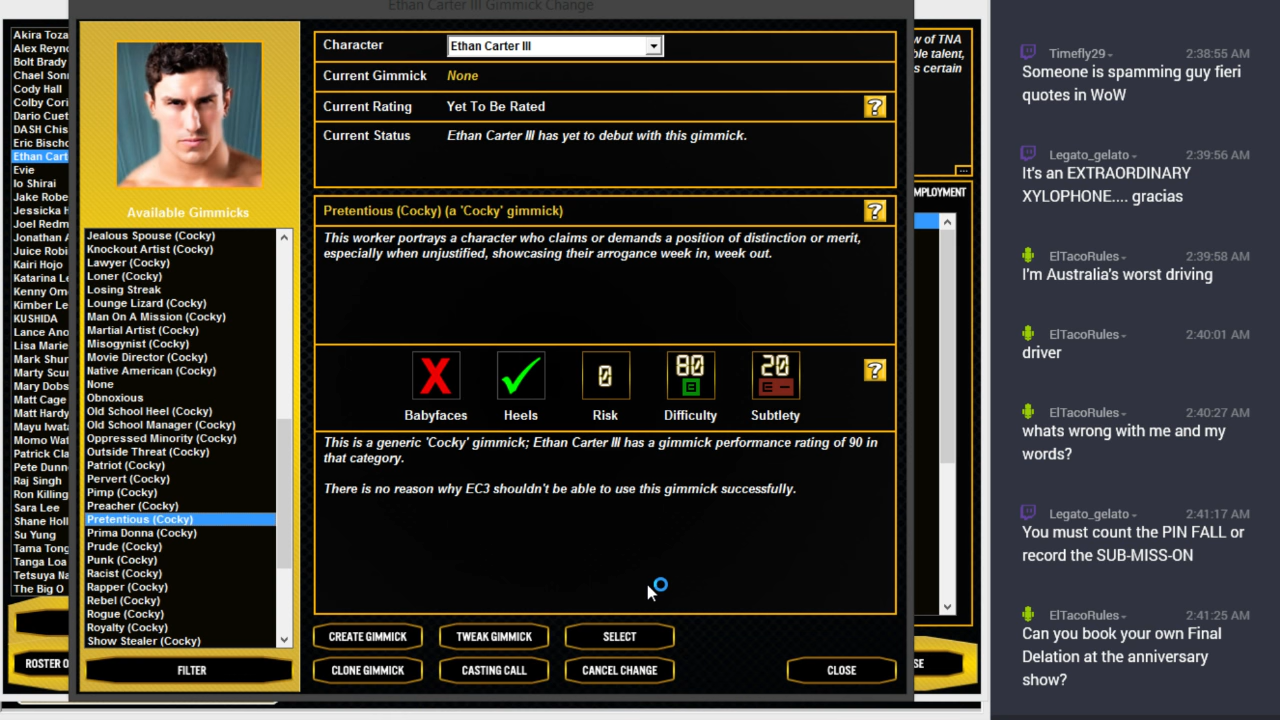 Ethan Carter III Gimmick Change
Akira Toza
Alex Reyno
Bolt Brady
Chael Sonn
Cody Hall
Colby Cori
Dario Cuet
DASH Chis
Eric Bischo
Ethan Cart
Evie
Io Shirai
Jake Robe
Jessicka H
Joel Redm
Jonathan A
Juice Robi
Kairi Hojo
Katarina Le
Kenny Om
Kimber Le
KUSHIDA
Lance Ano
Lisa Marie
Mark Shur
Marty Scur
Mary Dobs
Matt Cage
Matt Hardy
Mayu Iwata
Momo Wat
Patrick Cla
Pete Dunn
Raj Singh
Ron Killing
Sara Lee
Shane Holl
Su Yung
Tama Tong
Tanga Loa
Tetsuya Na
The Big O
ROSTER O
Available Gimmicks
Jealous Spouse (Cocky)
Knockout Artist (Cocky)
Lawyer (Cocky)
Loner (Cocky)
Losing Streak
Lounge Lizard (Cocky)
Man On A Mission (Cocky)
Martial Artist (Cocky)
Misogynist (Cocky)
Movie Director (Cocky)
Native American (Cocky)
None
Obnoxious
Old School Heel (Cocky)
Old School Manager (Cocky)
Oppressed Minority (Cocky)
Outside Threat (Cocky)
Patriot (Cocky)
Pervert (Cocky)
Pimp (Cocky)
Preacher (Cocky)
Pretentious (Cocky)
Prima Donna (Cocky)
Prude (Cocky)
Punk (Cocky)
Racist (Cocky)
Rapper (Cocky)
Rebel (Cocky)
Rogue (Cocky)
Royalty (Cocky)
Show Stealer (Cocky)
FILTER
Character Ethan Carter III
Current Gimmick None
Current Rating Yet To Be Rated ?
Current Status Ethan Carter III has yet to debut with this gimmick.
Pretentious (Cocky) (a 'Cocky' gimmick) ?
This worker portrays a character who claims or demands a position of distinction or merit,
especially when unjustified, showcasing their arrogance week in, week out.
0 80 20 ?
E E -
Babyfaces Heels Risk Difficulty Subtlety
This is a generic 'Cocky' gimmick; Ethan Carter III has a gimmick performance rating of 90 in
that category.
There is no reason why EC3 shouldn't be able to use this gimmick successfully.
CREATE GIMMICK TWEAK GIMMICK SELECT
CLONE GIMMICK CASTING CALL CANCEL CHANGE CLOSE
w of TNA
ble talent,
s certain
...
MPLOYMENT
SE
Timefly29 2:38:55 AM
Someone is spamming guy fieri
quotes in WoW
Legato_gelato 2:39:56 AM
It's an EXTRAORDINARY
XYLOPHONE.... gracias
ElTacoRules 2:39:58 AM
I'm Australia's worst driving
ElTacoRules 2:40:01 AM
driver
ElTacoRules 2:40:27 AM
whats wrong with me and my
words?
Legato_gelato 2:41:17 AM
You must count the PIN FALL or
record the SUB-MISS-ON
ElTacoRules 2:41:25 AM
Can you book your own Final
Delation at the anniversary
show?